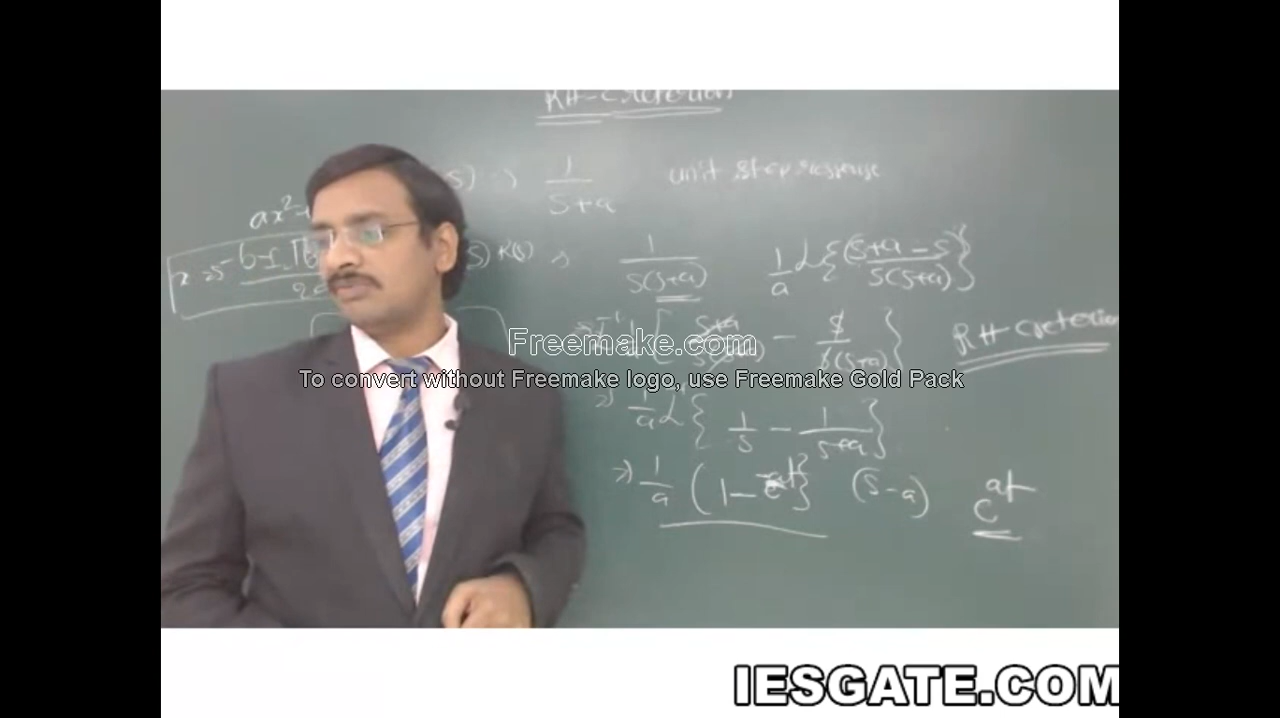 RH-Criterion
s) ⇒ 1/(s+a) unit step response
ax²+
s) R(s) ⇒ 1/(s(s+a)) 1/a L{(s+a-s)/(s(s+a))}
- s/(s(s+a))} RH-Criterion
Freemake.com
To convert without Freemake logo, use Freemake Gold Pack
⇒ 1/a L⁻¹{1/s - 1/(s+a)}
⇒ 1/a (1-e^-at} (s-a) e^at
IESGATE.COM